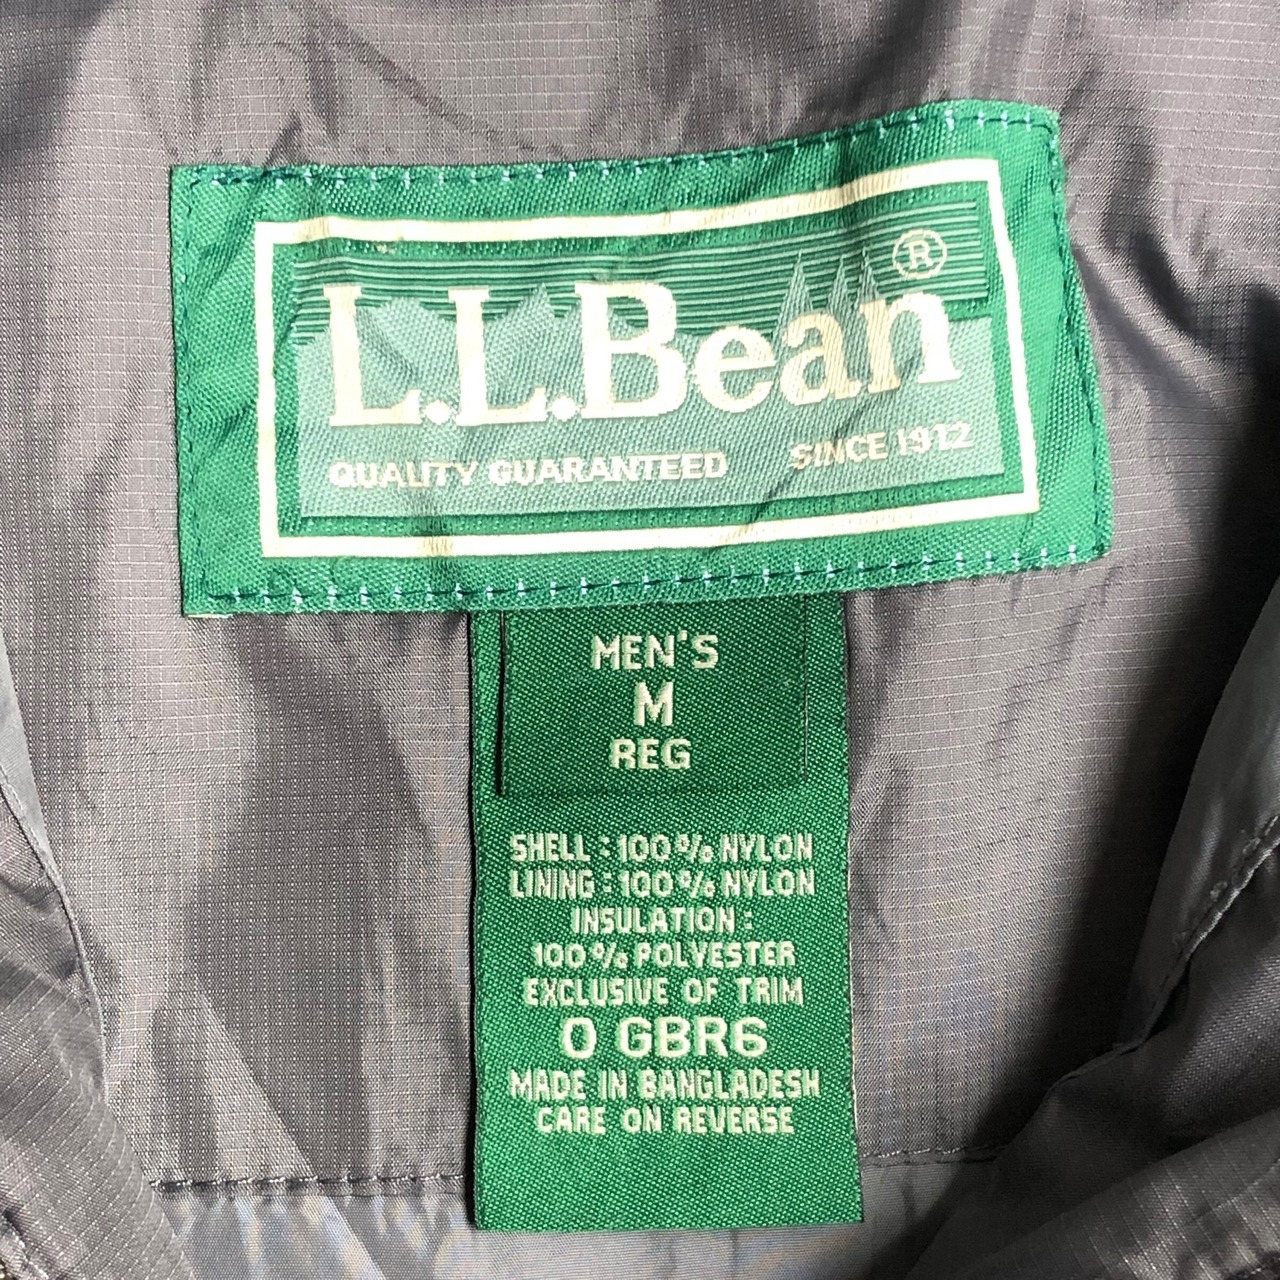 L.L.Bean®
QUALITY GUARANTEED SINCE 1912
MEN'S
M
REG
SHELL : 100% NYLON
LINING : 100% NYLON
INSULATION :
100% POLYESTER
EXCLUSIVE OF TRIM
O GBR6
MADE IN BANGLADESH
CARE ON REVERSE